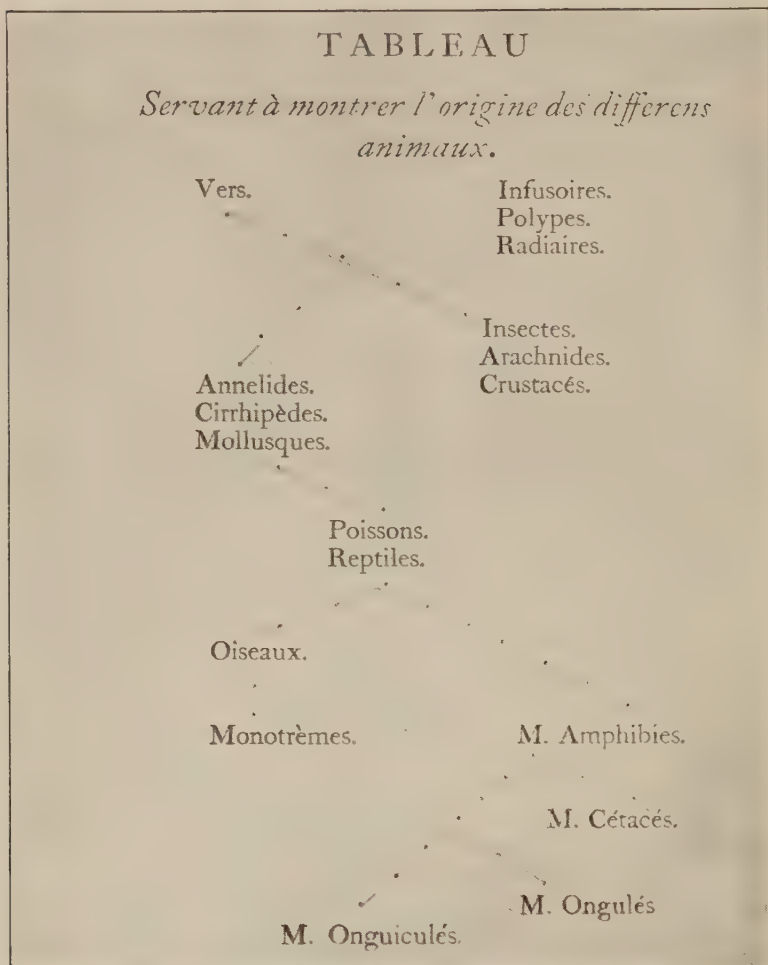 TABLEAU
Servant à montrer l'origine des differens
animaux.
Vers.
Infusoires.
Polypes.
Radiaires.
Insectes.
Arachnides.
Crustacés.
Annelides.
Cirrhipèdes.
Mollusques.
Poissons.
Reptiles.
Oiseaux.
Monotrèmes.
M. Amphibies.
M. Cétacés.
M. Ongulés
M. Onguiculés.